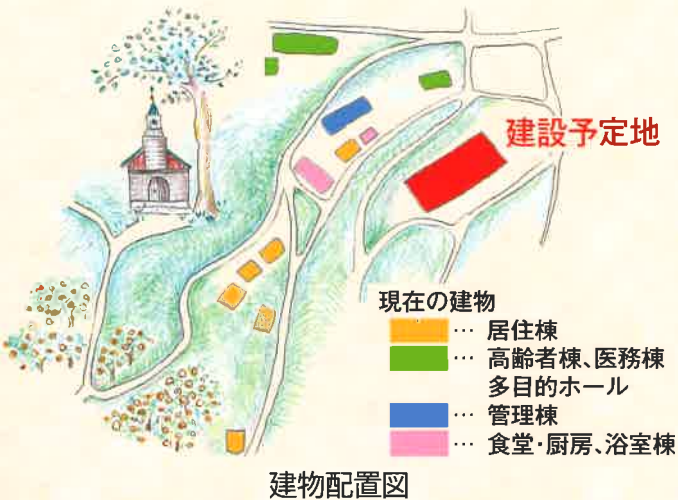 建設予定地
現在の建物
… 居住棟
… 高齢者棟、医務棟
多目的ホール
… 管理棟
… 食堂・厨房、浴室棟
建物配置図